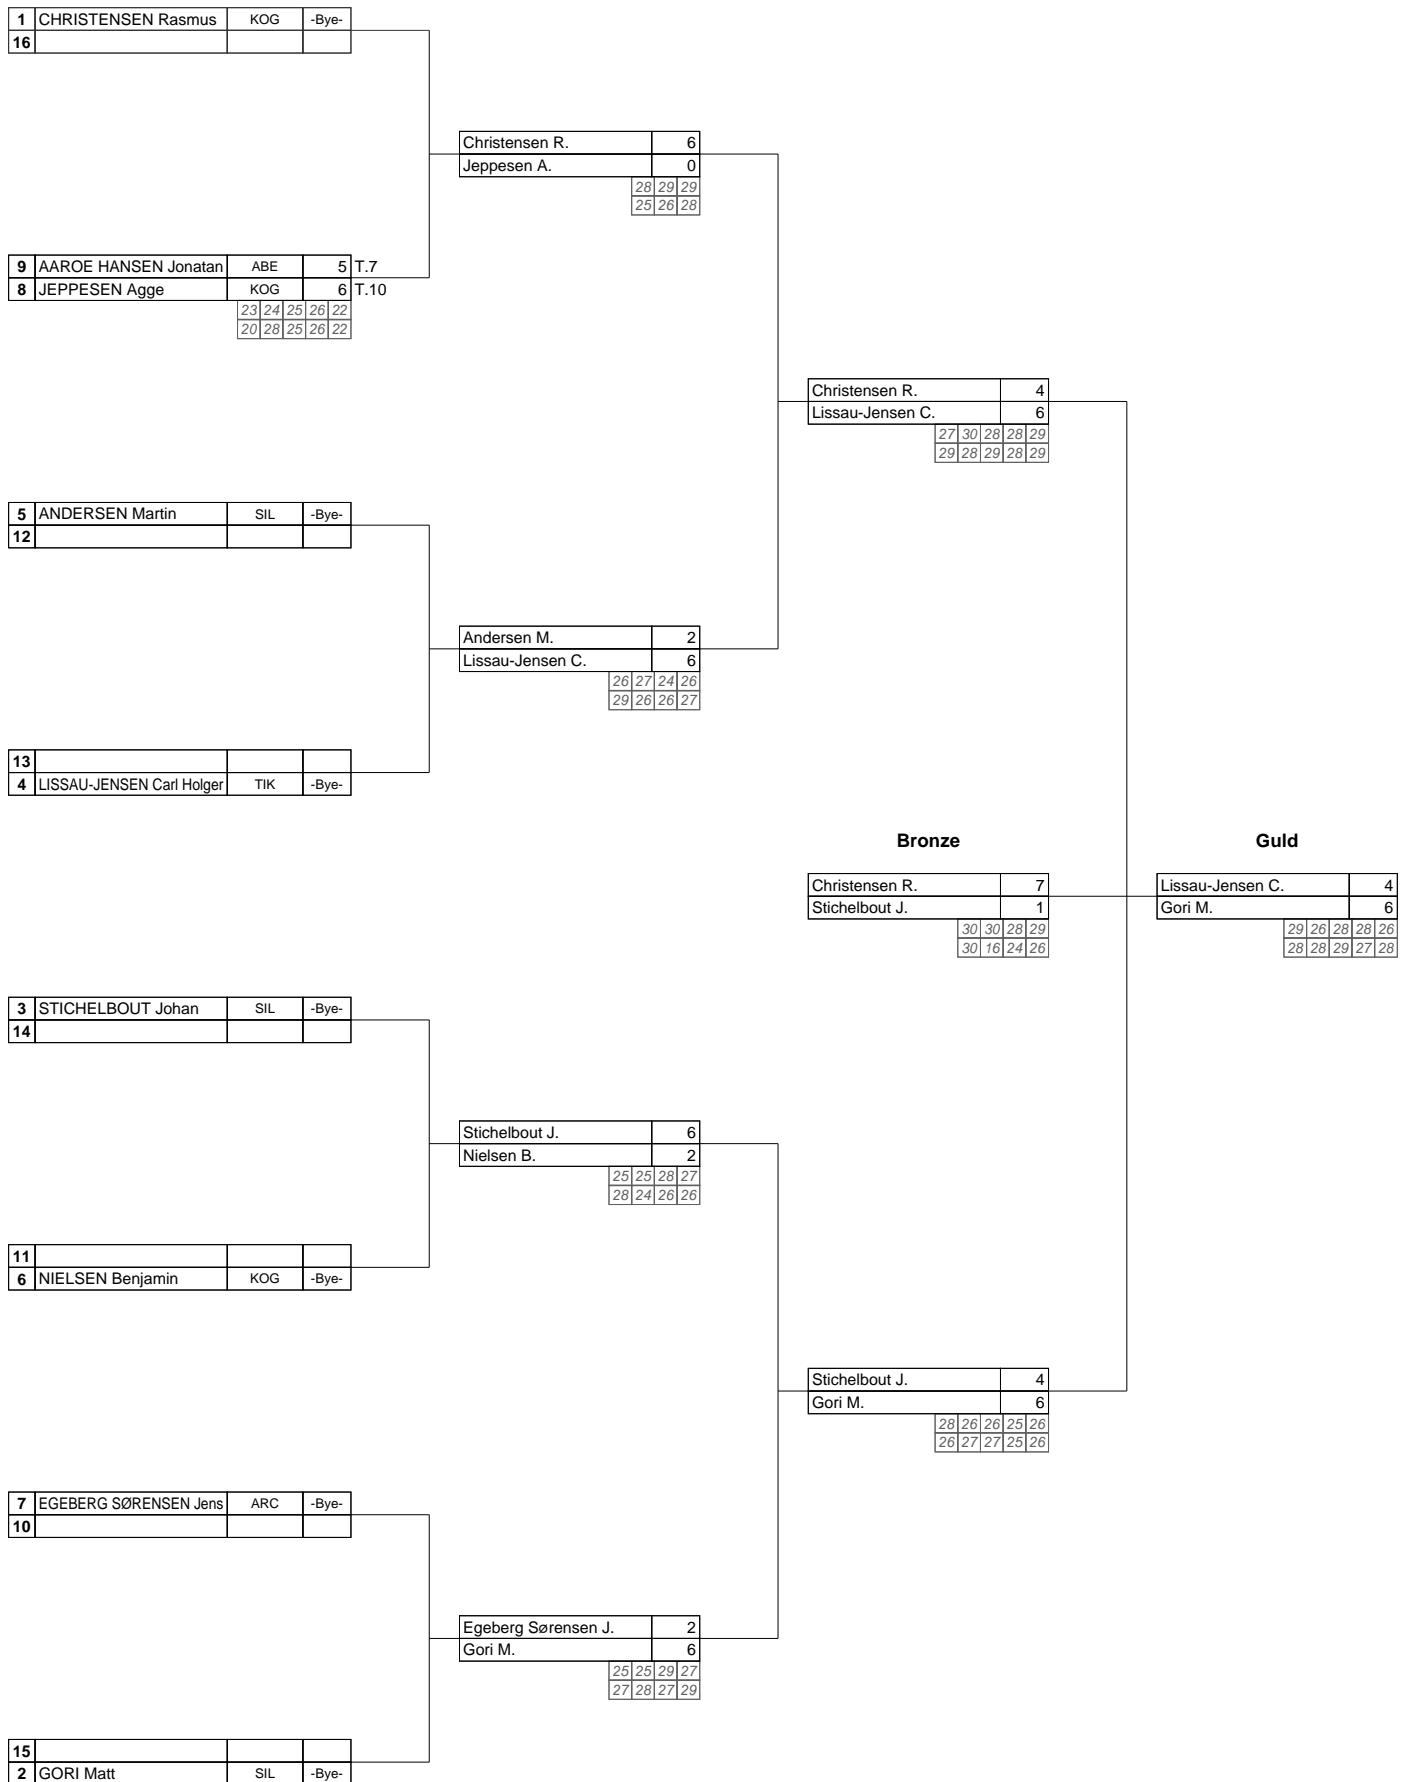 1 CHRISTENSEN Rasmus KOG -Bye-
16
Christensen R. 6
Jeppesen A. 0
28 29 29
25 26 28
9 AAROE HANSEN Jonatan ABE 5 T.7
8 JEPPESEN Agge KOG 6 T.10
23 24 25 26 22
20 28 25 26 22
Christensen R. 4
Lissau-Jensen C. 6
27 30 28 28 29
29 28 29 28 29
5 ANDERSEN Martin SIL -Bye-
12
Andersen M. 2
Lissau-Jensen C. 6
26 27 24 26
29 26 26 27
13
4 LISSAU-JENSEN Carl Holger TIK -Bye-
Bronze Guld
Christensen R. 7 Lissau-Jensen C. 4
Stichelbout J. 1 Gori M. 6
30 30 28 29 29 26 28 28 26
30 16 24 26 28 28 29 27 28
3 STICHELBOUT Johan SIL -Bye-
14
Stichelbout J. 6
Nielsen B. 2
25 25 28 27
28 24 26 26
11
6 NIELSEN Benjamin KOG -Bye-
Stichelbout J. 4
Gori M. 6
28 26 26 25 26
26 27 27 25 26
7 EGEBERG SØRENSEN Jens ARC -Bye-
10
Egeberg Sørensen J. 2
Gori M. 6
25 25 29 27
27 28 27 29
15
2 GORI Matt SIL -Bye-